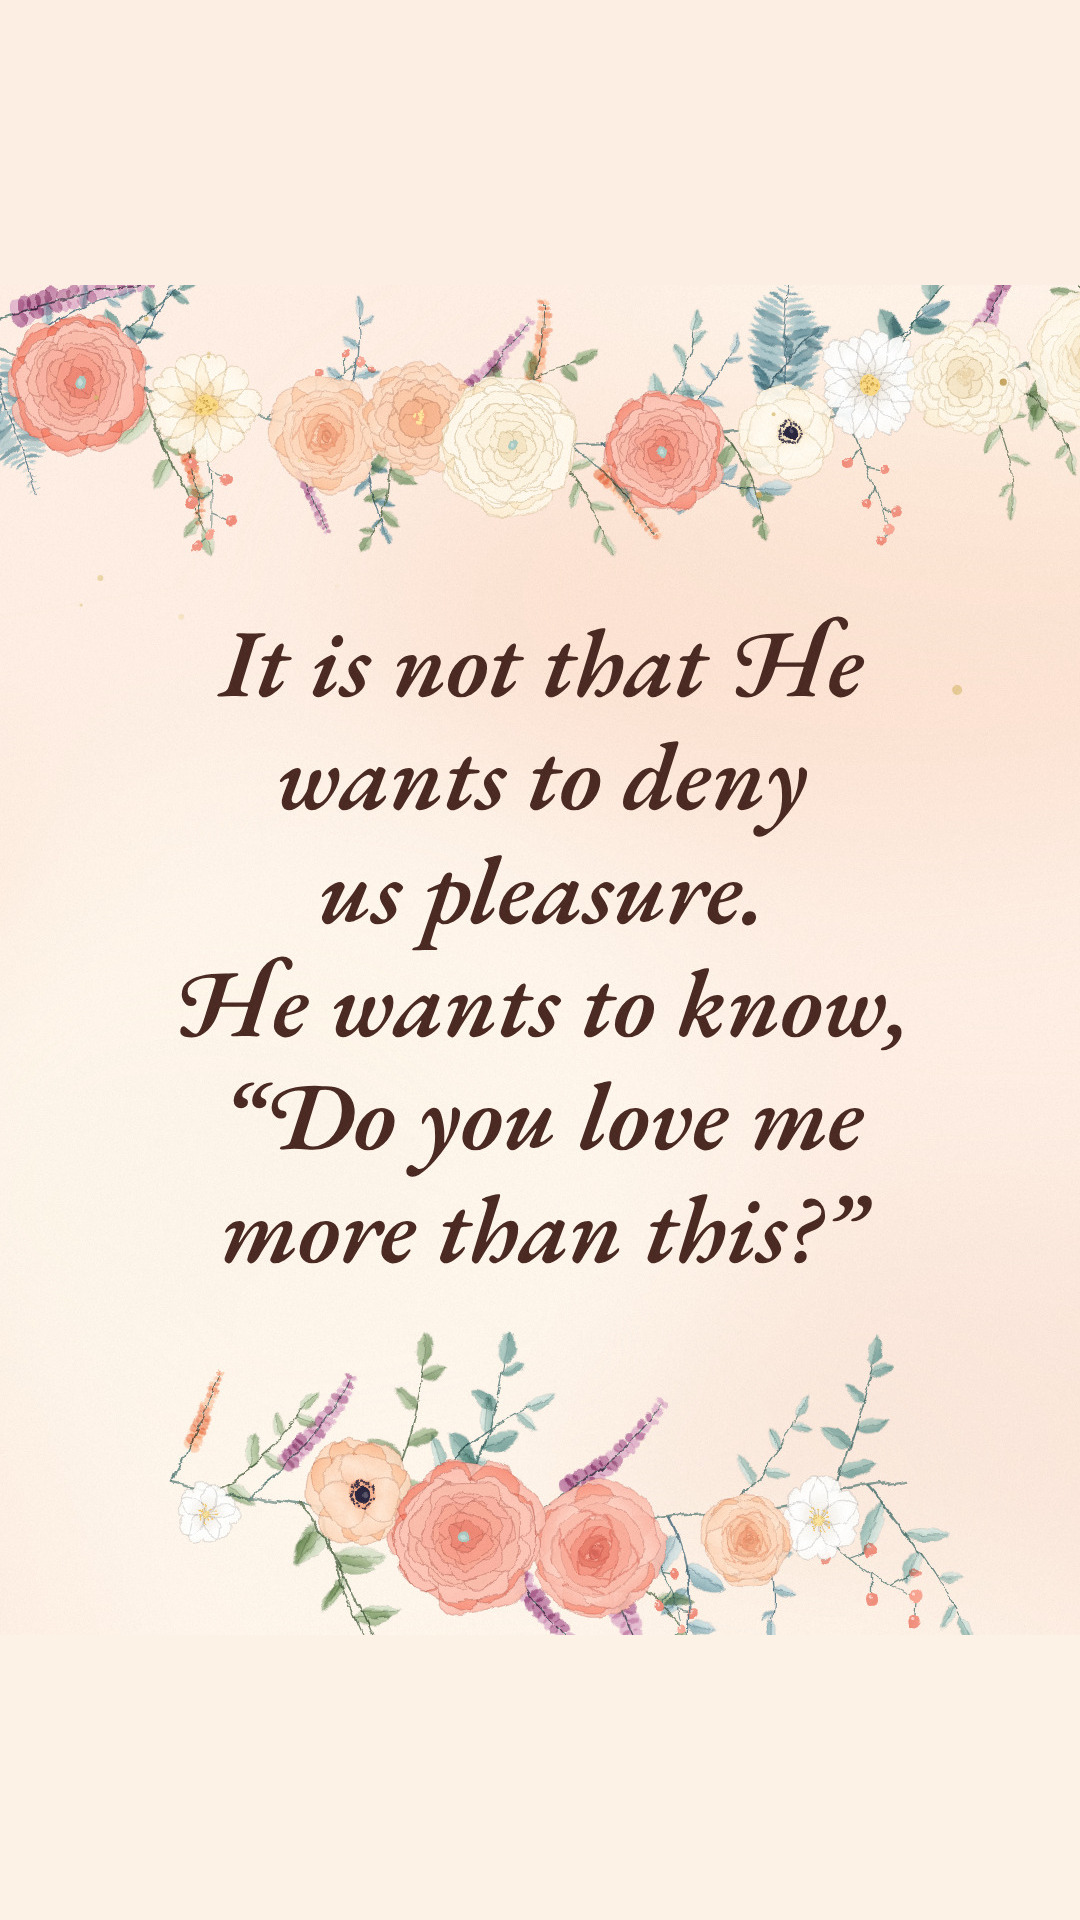 It is not that He
wants to deny
us pleasure.
He wants to know,
“Do you love me
more than this?”